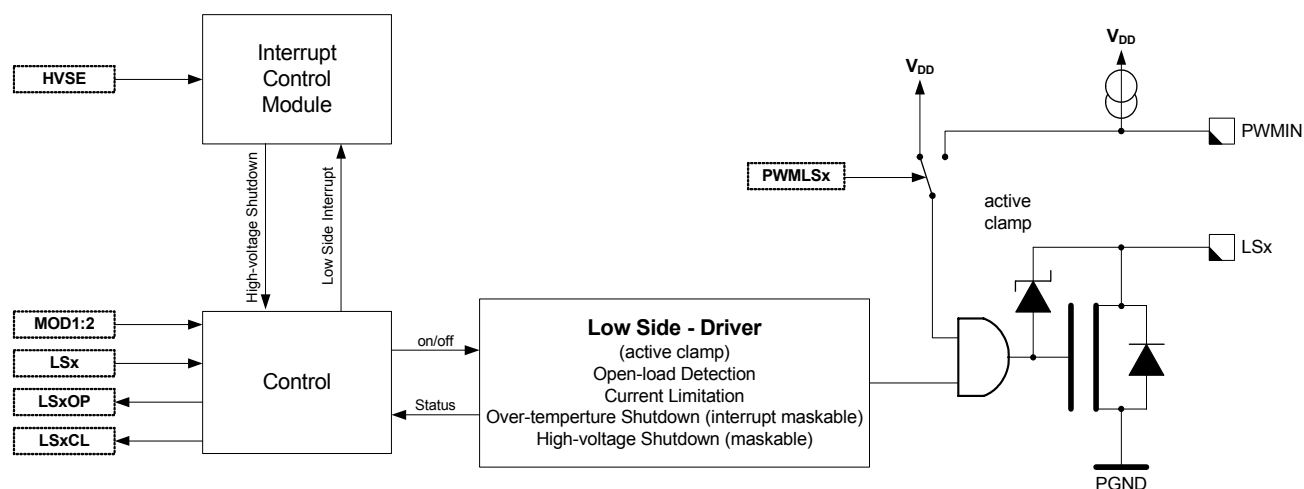 Interrupt
Control
Module
HVSE
High-voltage Shutdown
Low Side Interrupt
VDD
VDD
PWMIN
PWMLSx
active
clamp
LSx
MOD1:2
LSx
LSxOP
LSxCL
Control
on/off
Status
Low Side - Driver
(active clamp)
Open-load Detection
Current Limitation
Over-temperture Shutdown (interrupt maskable)
High-voltage Shutdown (maskable)
PGND